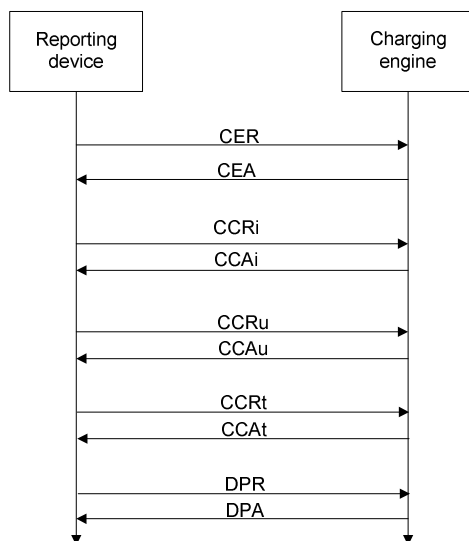 Reporting
device
Charging
engine
CER
CEA
CCRi
CCAi
CCRu
CCAu
CCRt
CCAt
DPR
DPA